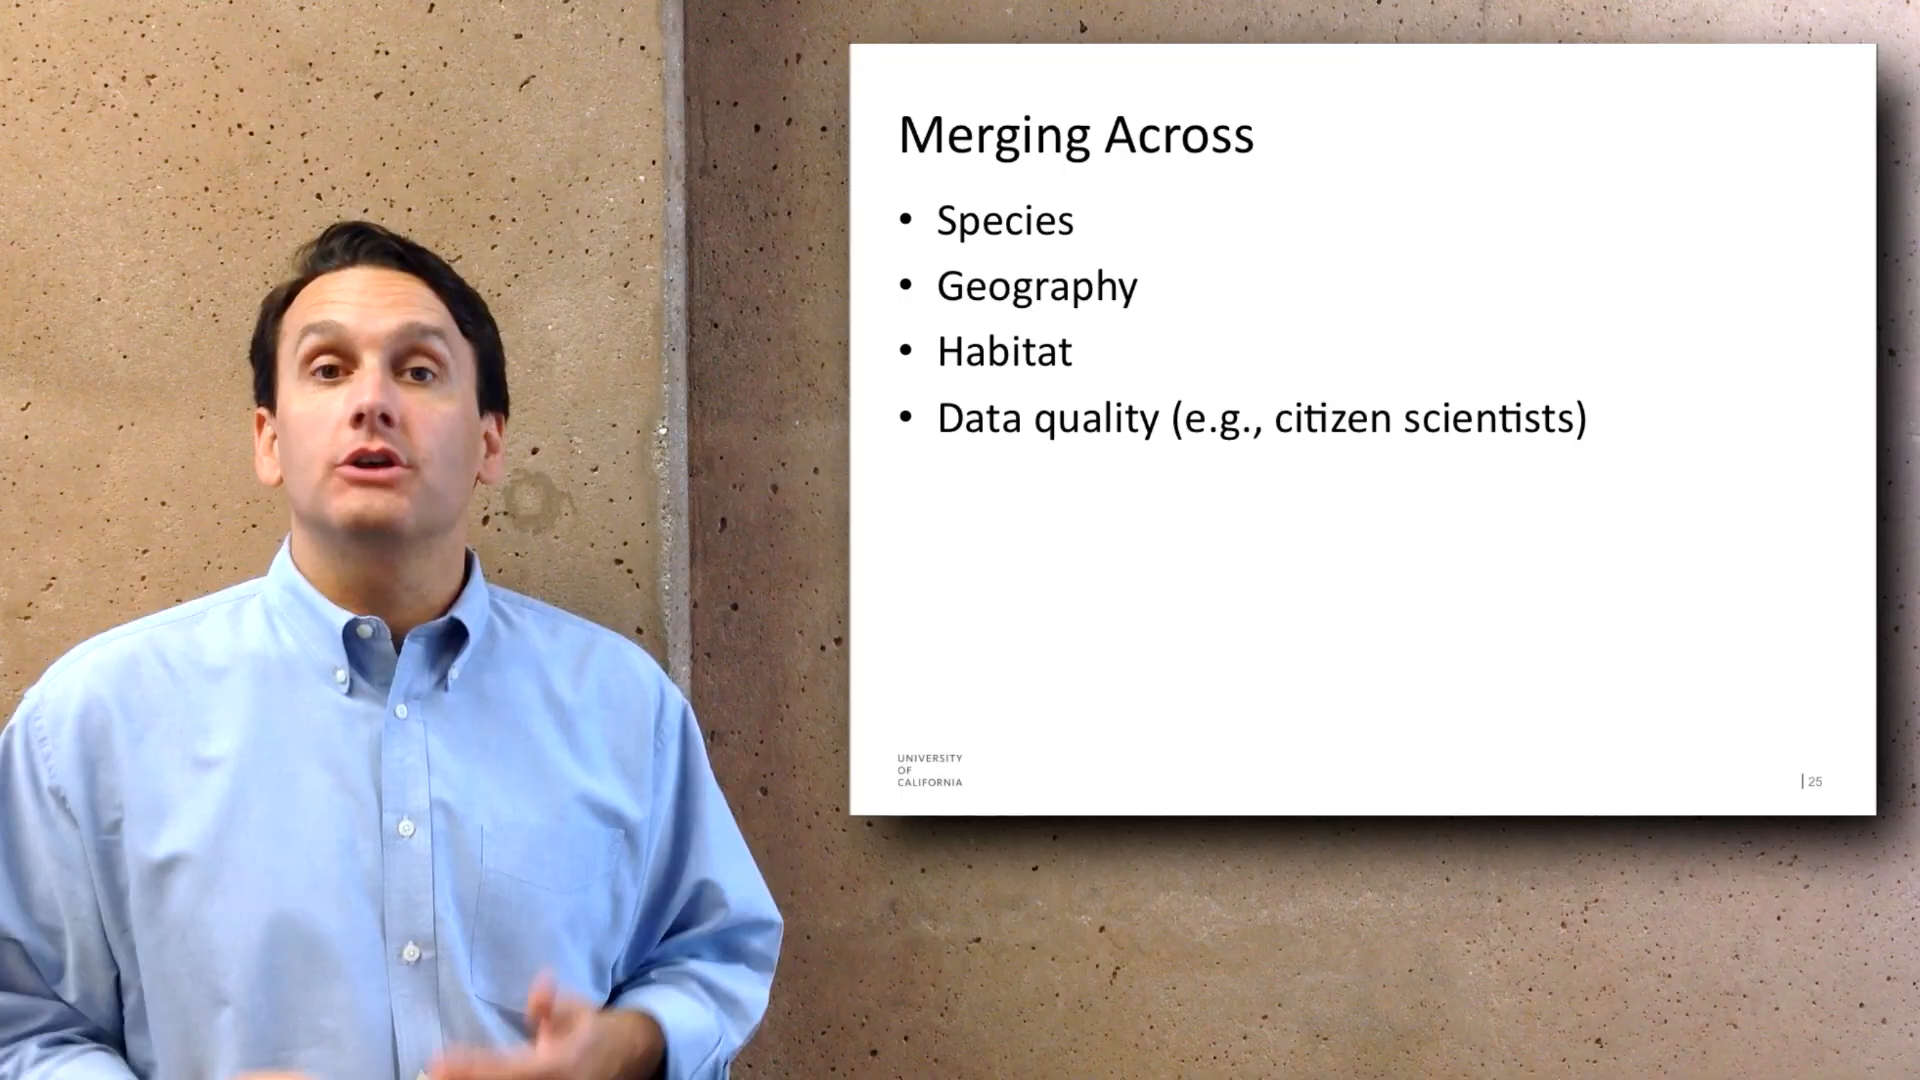 Merging Across
• Species
• Geography
• Habitat
• Data quality (e.g., citizen scientists)
UNIVERSITY
OF
CALIFORNIA
| 25